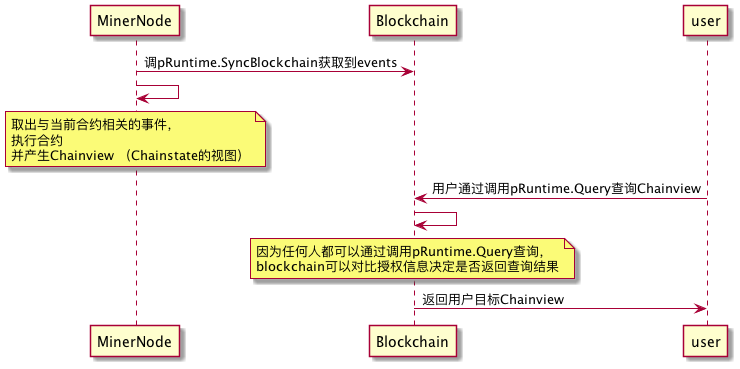 MinerNode
Blockchain
user
调pRuntime.SyncBlockchain获取到events
取出与当前合约相关的事件，
执行合约
并产生Chainview （Chainstate的视图）
用户通过调用pRuntime.Query查询Chainview
因为任何人都可以通过调用pRuntime.Query查询，
blockchain可以对比授权信息决定是否返回查询结果
返回用户目标Chainview
MinerNode
Blockchain
user